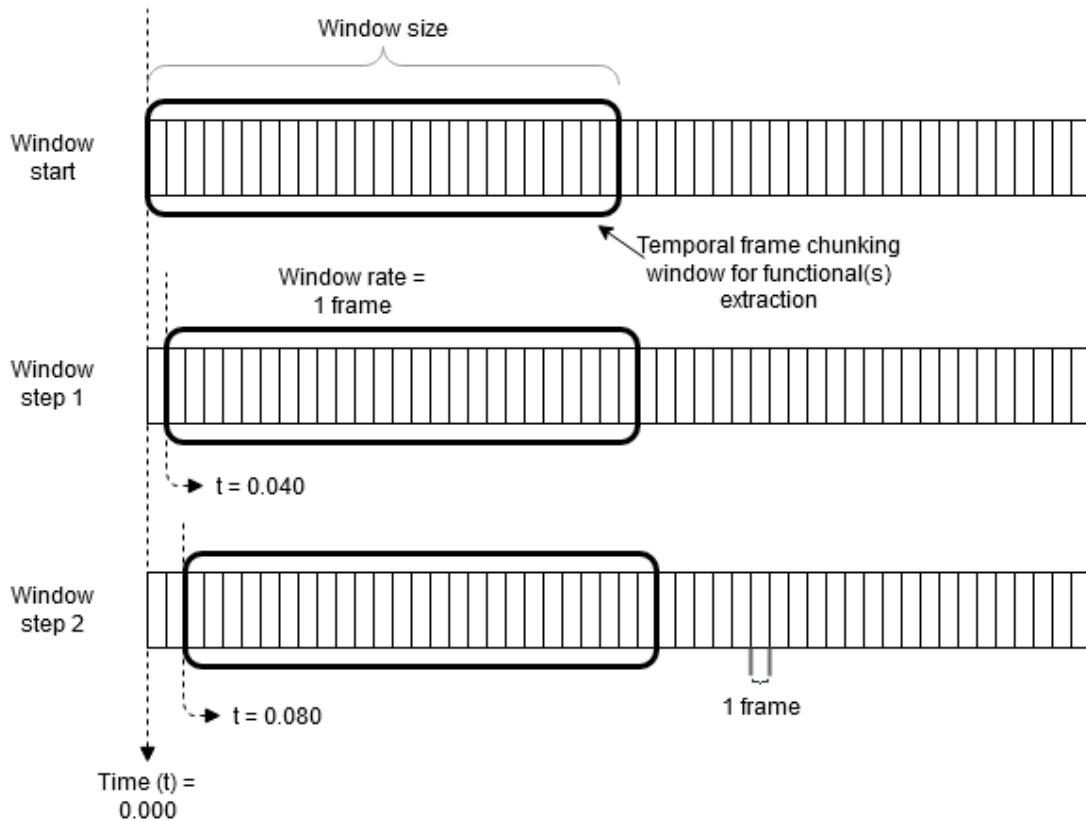 Window size
Window
start
Temporal frame chunking
window for functional(s)
extraction
Window rate =
1 frame
Window
step 1
t = 0.040
Window
step 2
1 frame
t = 0.080
Time (t) =
0.000